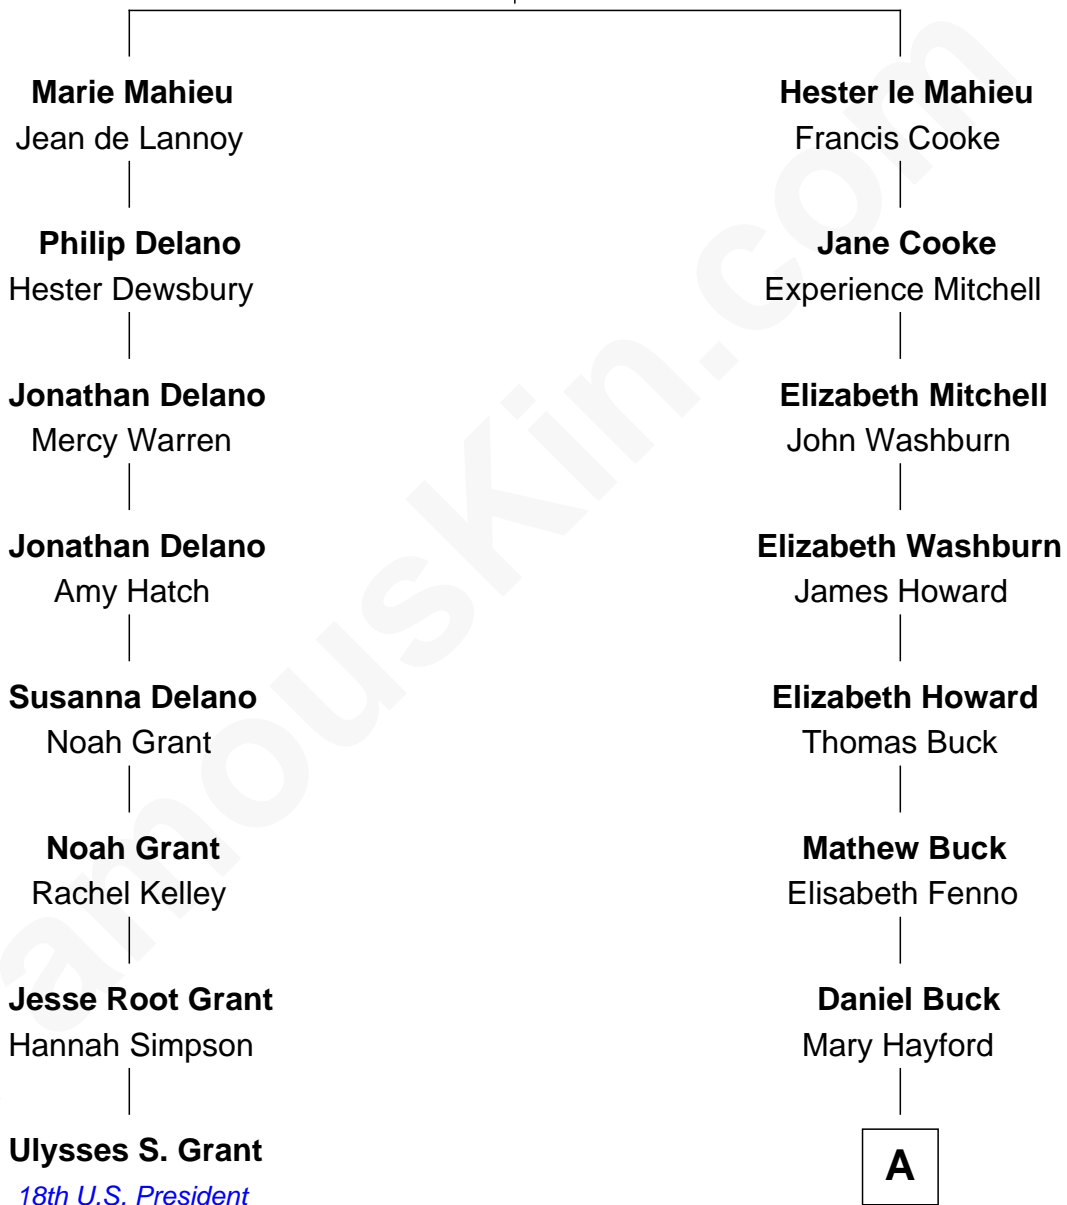 Marie Mahieu
Jean de Lannoy
Hester le Mahieu
Francis Cooke
Philip Delano
Hester Dewsbury
Jane Cooke
Experience Mitchell
Jonathan Delano
Mercy Warren
Elizabeth Mitchell
John Washburn
Jonathan Delano
Amy Hatch
Elizabeth Washburn
James Howard
Susanna Delano
Noah Grant
Elizabeth Howard
Thomas Buck
Noah Grant
Rachel Kelley
Mathew Buck
Elisabeth Fenno
Jesse Root Grant
Hannah Simpson
Daniel Buck
Mary Hayford
Ulysses S. Grant
18th U.S. President
A
amouskin.com